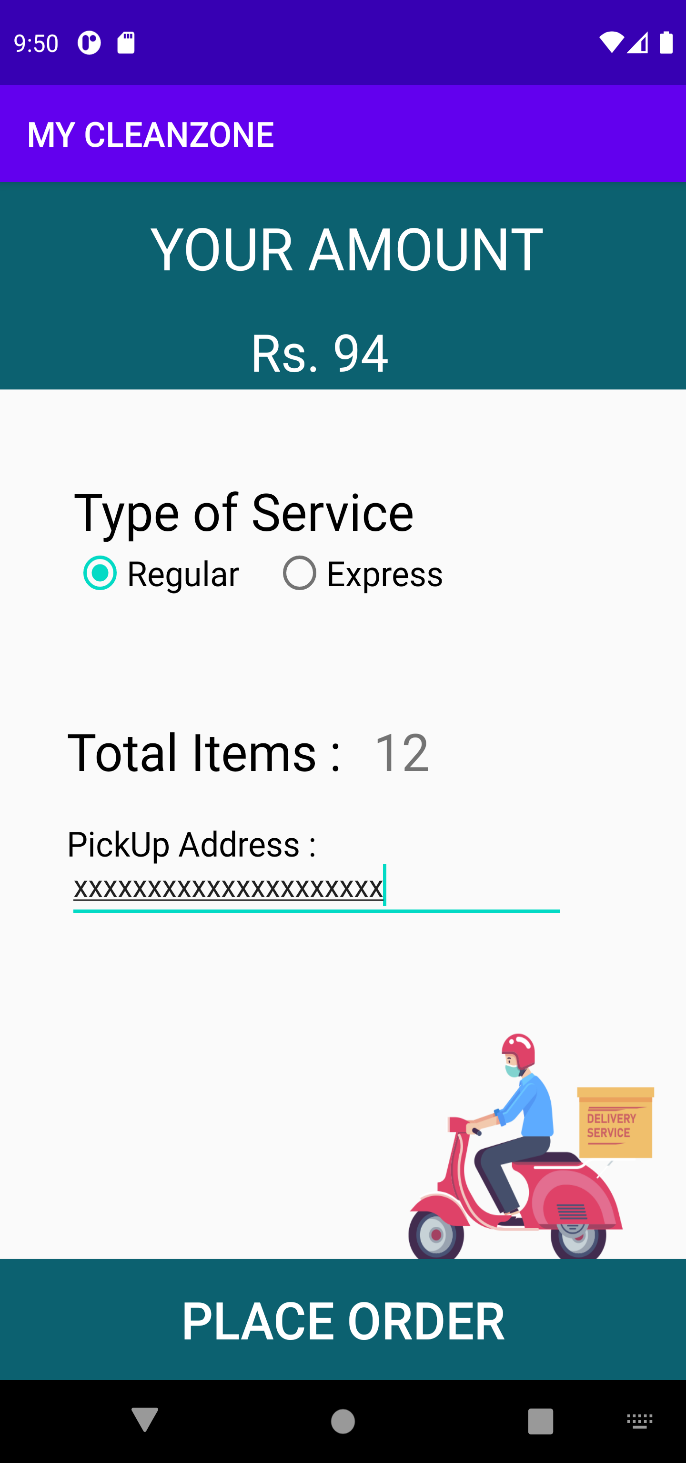 9:50
MY CLEANZONE
YOUR AMOUNT
Rs. 94
Type of Service
Regular Express
Total Items : 12
PickUp Address :
xxxxxxxxxxxxxxxxxxxxx
DELIVERY
SERVICE
PLACE ORDER